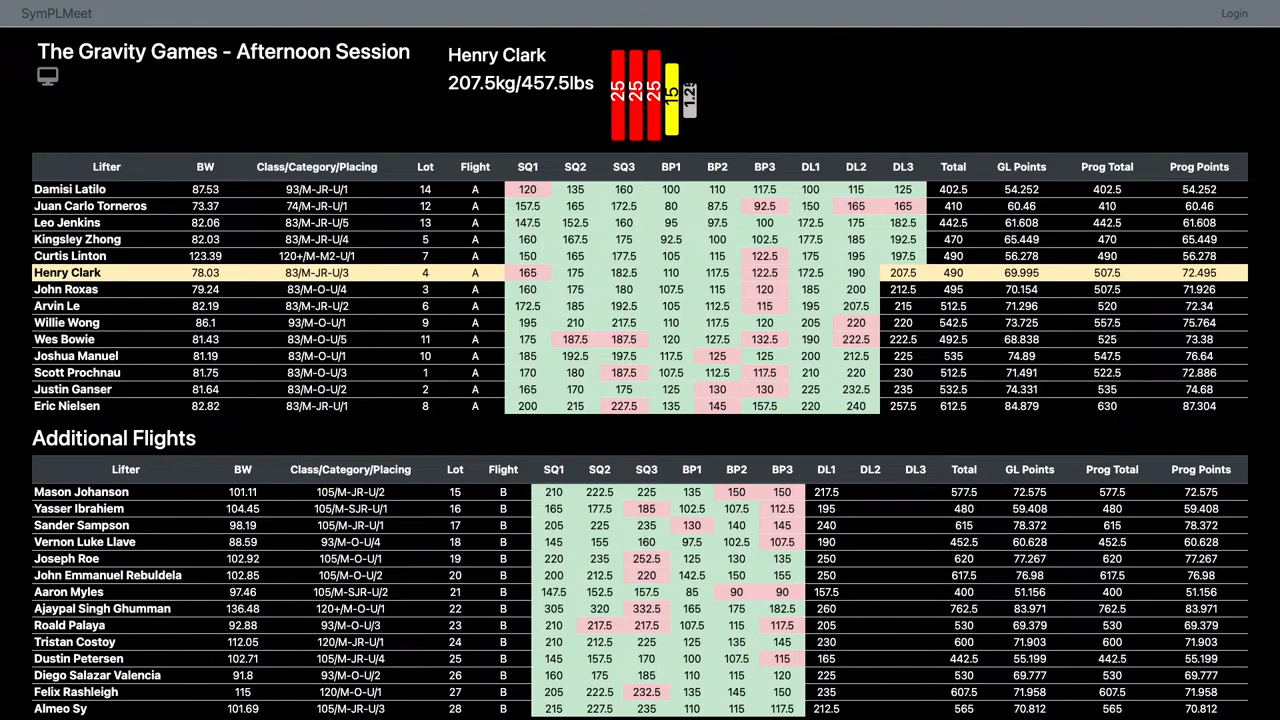 SymPLMeet Login
The Gravity Games - Afternoon Session
Henry Clark
207.5kg/457.5lbs
25 25 25 15
Lifter BW Class/Category/Placing Lot Flight SQ1 SQ2 SQ3 BP1 BP2 BP3 DL1 DL2 DL3 Total GL Points Prog Total Prog Points
Damisi Latilo 87.53 93/M-JR-U/1 14 A 120 135 160 100 110 117.5 100 115 125 402.5 54.252 402.5 54.252
Juan Carlo Torneros 73.37 74/M-JR-U/1 12 A 157.5 165 172.5 80 87.5 92.5 150 165 165 410 60.46 410 60.46
Leo Jenkins 82.06 83/M-JR-U/5 13 A 147.5 152.5 160 95 97.5 100 172.5 175 182.5 442.5 61.608 442.5 61.608
Kingsley Zhong 82.03 83/M-JR-U/4 5 A 160 167.5 175 92.5 100 102.5 177.5 185 192.5 470 65.449 470 65.449
Curtis Linton 123.39 120+/M-M2-U/1 7 A 150 165 177.5 105 115 122.5 175 195 197.5 490 56.278 490 56.278
Henry Clark 78.03 83/M-JR-U/3 4 A 165 175 182.5 110 117.5 122.5 172.5 190 207.5 490 69.995 507.5 72.495
John Roxas 79.24 83/M-O-U/4 3 A 160 175 180 107.5 115 120 185 200 212.5 495 70.154 507.5 71.926
Arvin Le 82.19 83/M-JR-U/2 6 A 172.5 185 192.5 105 112.5 115 195 207.5 215 512.5 71.296 520 72.34
Willie Wong 86.1 93/M-O-U/1 9 A 195 210 217.5 110 117.5 120 205 220 220 542.5 73.725 557.5 75.764
Wes Bowie 81.43 83/M-O-U/5 11 A 175 187.5 187.5 120 127.5 132.5 190 222.5 222.5 492.5 68.838 525 73.38
Joshua Manuel 81.19 83/M-O-U/1 10 A 185 192.5 197.5 117.5 125 125 200 212.5 225 535 74.89 547.5 76.64
Scott Prochnau 81.75 83/M-O-U/3 1 A 170 180 187.5 107.5 112.5 117.5 210 220 230 512.5 71.491 522.5 72.886
Justin Ganser 81.64 83/M-O-U/2 2 A 165 170 175 125 130 130 225 232.5 235 532.5 74.331 535 74.68
Eric Nielsen 82.82 83/M-JR-U/1 8 A 200 215 227.5 135 145 157.5 220 240 257.5 612.5 84.879 630 87.304
Additional Flights
Lifter BW Class/Category/Placing Lot Flight SQ1 SQ2 SQ3 BP1 BP2 BP3 DL1 DL2 DL3 Total GL Points Prog Total Prog Points
Mason Johanson 101.11 105/M-JR-U/2 15 B 210 222.5 225 135 150 150 217.5 577.5 72.575 577.5 72.575
Yasser Ibrahiem 104.45 105/M-SJR-U/1 16 B 165 177.5 185 102.5 107.5 112.5 195 480 59.408 480 59.408
Sander Sampson 98.19 105/M-JR-U/1 17 B 205 225 235 130 140 145 240 615 78.372 615 78.372
Vernon Luke Llave 88.59 93/M-O-U/4 18 B 145 155 160 97.5 102.5 107.5 190 452.5 60.628 452.5 60.628
Joseph Roe 102.92 105/M-O-U/1 19 B 220 235 252.5 125 130 135 250 620 77.267 620 77.267
John Emmanuel Rebuldela 102.85 105/M-O-U/2 20 B 200 212.5 220 142.5 150 155 250 617.5 76.98 617.5 76.98
Aaron Myles 97.46 105/M-SJR-U/2 21 B 147.5 152.5 157.5 85 90 90 157.5 400 51.156 400 51.156
Ajaypal Singh Ghumman 136.48 120+/M-O-U/1 22 B 305 320 332.5 165 175 182.5 260 762.5 83.971 762.5 83.971
Roald Palaya 92.88 93/M-O-U/3 23 B 210 217.5 217.5 107.5 115 117.5 205 530 69.379 530 69.379
Tristan Costoy 112.05 120/M-JR-U/1 24 B 210 212.5 225 125 135 145 230 600 71.903 600 71.903
Dustin Petersen 102.71 105/M-JR-U/4 25 B 145 157.5 170 100 107.5 115 165 442.5 55.199 442.5 55.199
Diego Salazar Valencia 91.8 93/M-O-U/2 26 B 160 175 185 110 115 120 225 530 69.777 530 69.777
Felix Rashleigh 115 120/M-O-U/1 27 B 205 222.5 232.5 135 145 150 235 607.5 71.958 607.5 71.958
Almeo Sy 101.69 105/M-JR-U/3 28 B 215 227.5 235 110 115 117.5 212.5 565 70.812 565 70.812